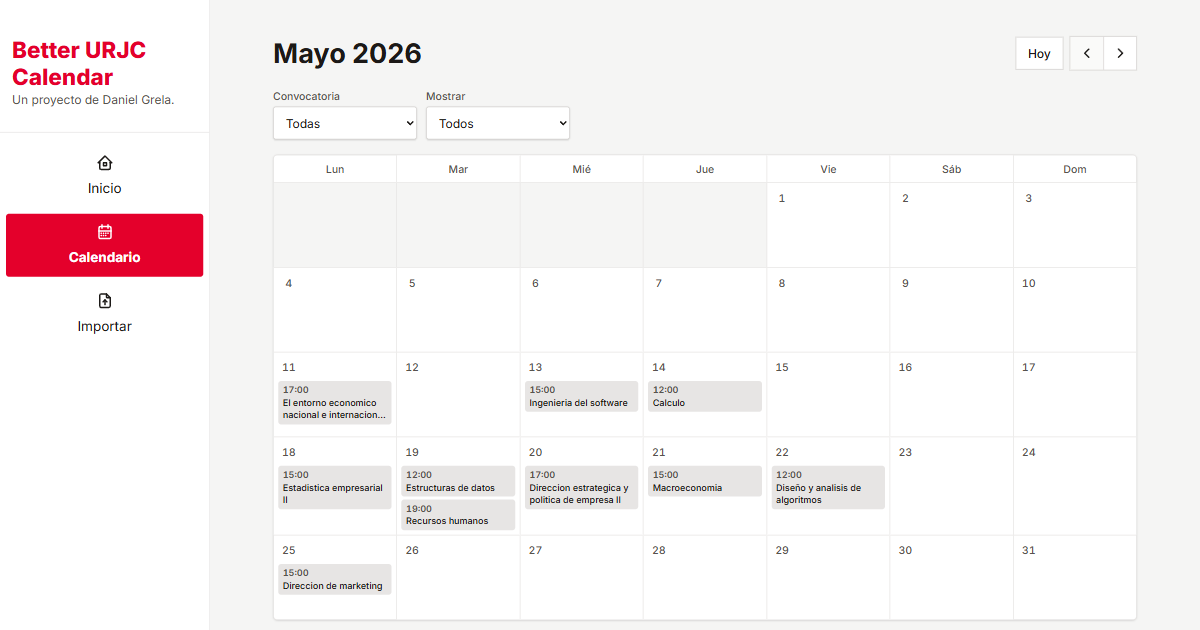 Better URJC
Calendar
Un proyecto de Daniel Grela.
Inicio
Calendario
Importar
Mayo 2026
Hoy
Convocatoria
Mostrar
Todas
Todos
Lun Mar Mié Jue Vie Sáb Dom
1 2 3
4 5 6 7 8 9 10
11 12 13 14 15 16 17
17:00
El entorno economico
nacional e internacion...
15:00
Ingenieria del software
12:00
Calculo
18 19 20 21 22 23 24
15:00
Estadistica empresarial
II
12:00
Estructuras de datos
19:00
Recursos humanos
17:00
Direccion estrategica y
politica de empresa II
15:00
Macroeconomia
12:00
Diseño y analisis de
algoritmos
25 26 27 28 29 30 31
15:00
Direccion de marketing